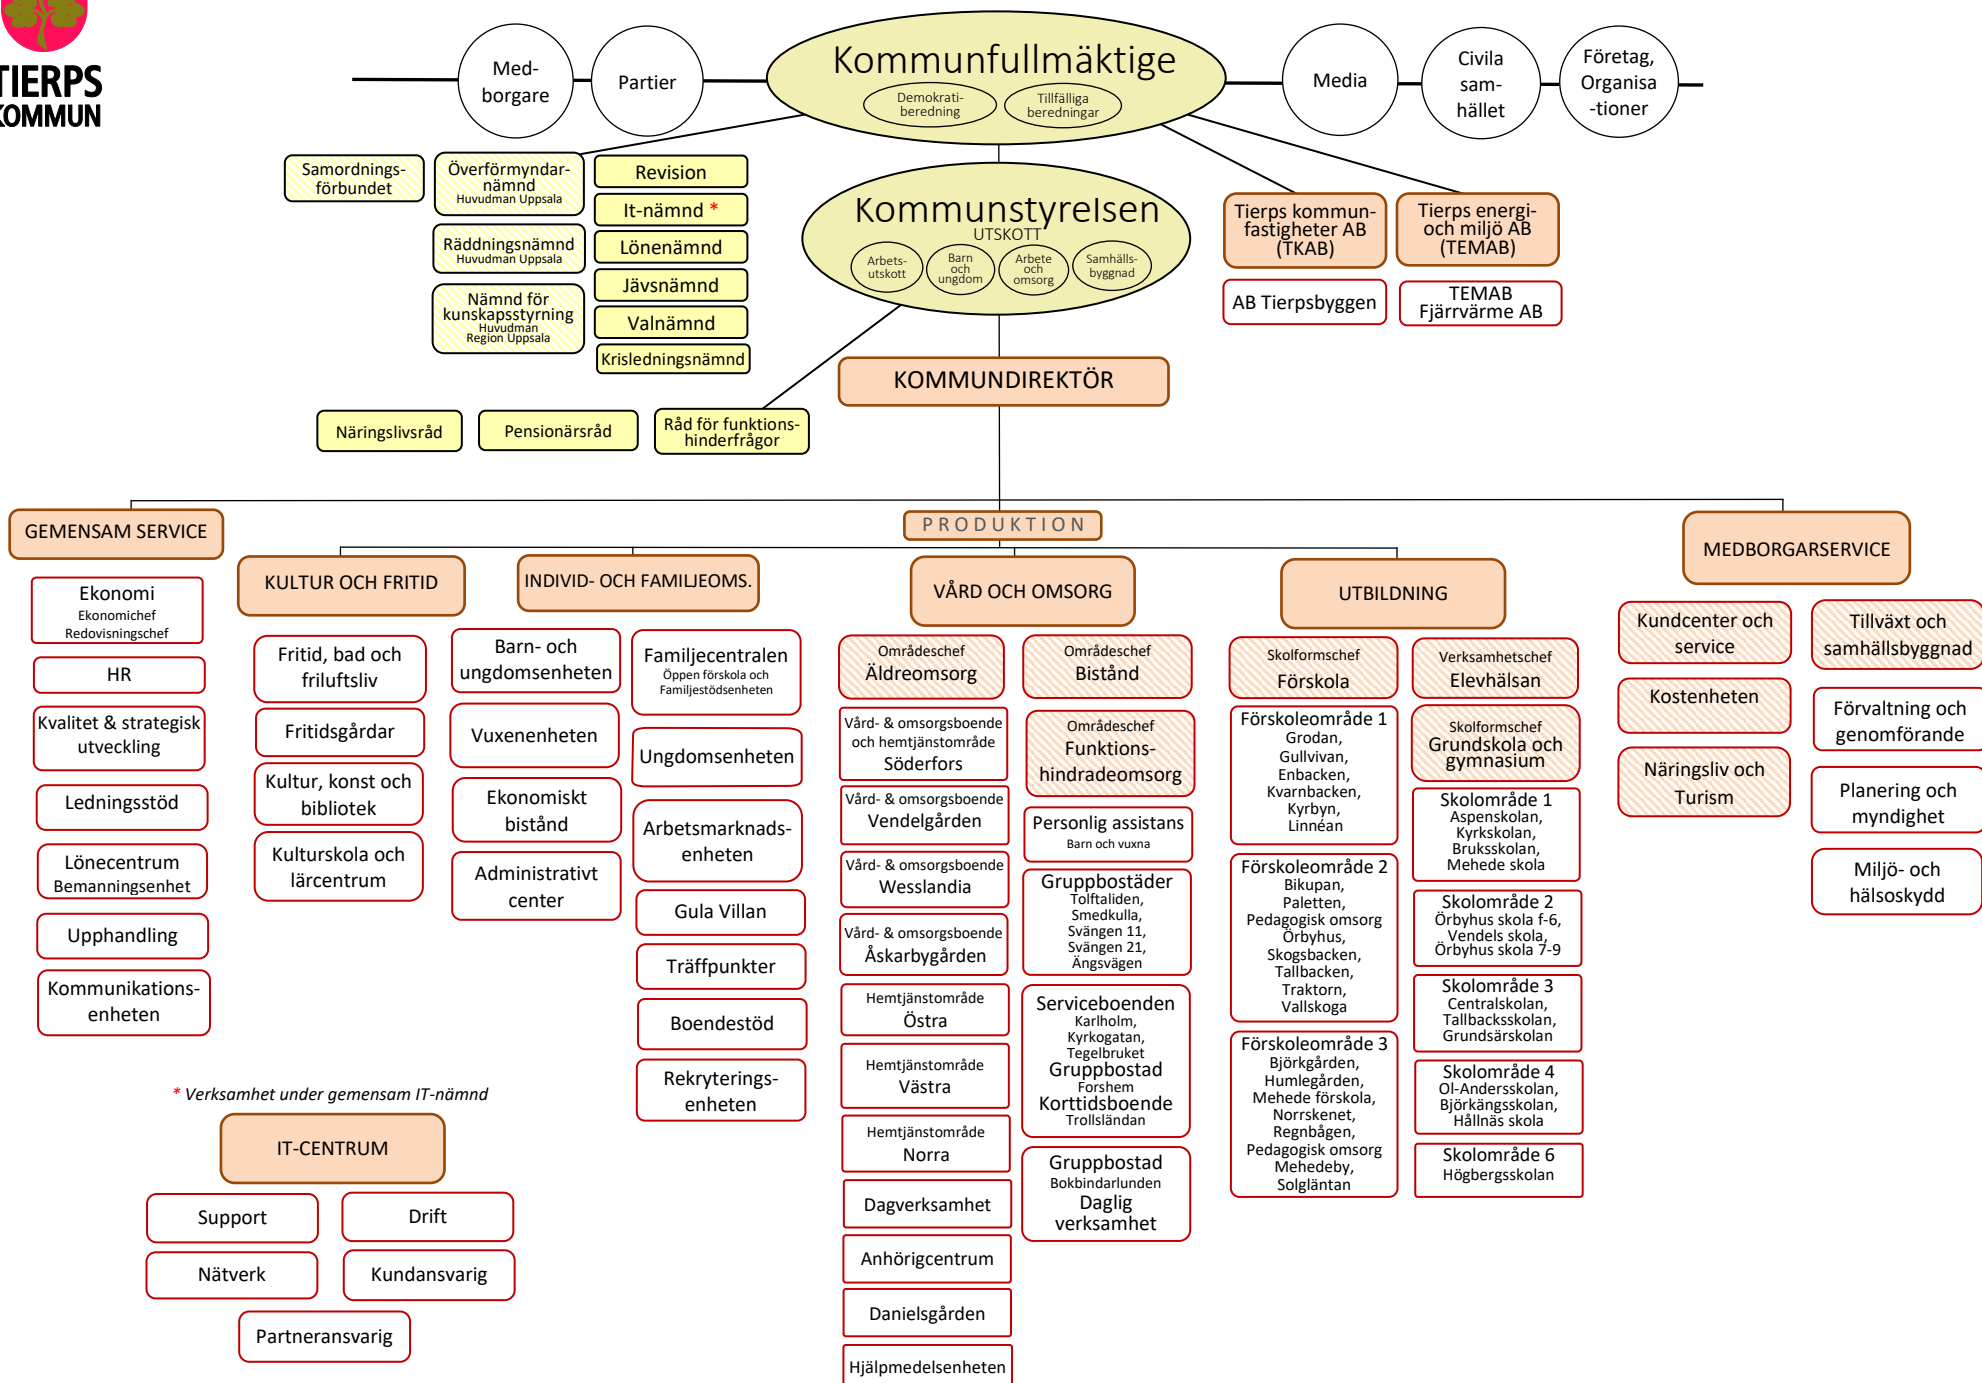 TIERPS
KOMMUN
Med-
borgare
Partier
Kommunfullmäktige
Demokrati-
beredning
Tillfälliga
beredningar
Media
Civila
sam-
hället
Företag,
Organisa
-tioner
Samordnings-
förbundet
Överförmyndar-
nämnd
Huvudman Uppsala
Räddningsnämnd
Huvudman Uppsala
Nämnd för
kunskapsstyrning
Huvudman
Region Uppsala
Revision
It-nämnd *
Lönenämnd
Jävsnämnd
Valnämnd
Krisledningsnämnd
Kommunstyrelsen
UTSKOTT
Arbets-
utskott
Barn
och
ungdom
Arbete
och
omsorg
Samhälls-
byggnad
Tierps kommun-
fastigheter AB
(TKAB)
Tierps energi-
och miljö AB
(TEMAB)
AB Tierpsbyggen
TEMAB
Fjärrvärme AB
KOMMUNDIREKTÖR
Näringslivsråd
Pensionärsråd
Råd för funktions-
hinderfrågor
GEMENSAM SERVICE
Ekonomi
Ekonomichef
Redovisningschef
HR
Kvalitet & strategisk
utveckling
Ledningsstöd
Lönecentrum
Bemanningsenhet
Upphandling
Kommunikations-
enheten
PRODUKTION
KULTUR OCH FRITID
Fritid, bad och
friluftsliv
Fritidsgårdar
Kultur, konst och
bibliotek
Kulturskola och
lärcentrum
INDIVID- OCH FAMILJEOMS.
Barn- och
ungdomsenheten
Vuxenenheten
Ekonomiskt
bistånd
Administrativt
center
Familjecentralen
Öppen förskola och
Familjestödsenheten
Ungdomsenheten
Arbetsmarknads-
enheten
Gula Villan
Träffpunkter
Boendestöd
Rekryterings-
enheten
VÅRD OCH OMSORG
Områdeschef
Äldreomsorg
Vård- & omsorgsboende
och hemtjänstområde
Söderfors
Vård- & omsorgsboende
Vendelgården
Vård- & omsorgsboende
Wesslandia
Vård- & omsorgsboende
Åskarbygården
Hemtjänstområde
Östra
Hemtjänstområde
Västra
Hemtjänstområde
Norra
Dagverksamhet
Anhörigcentrum
Danielsgården
Hjälpmedelsenheten
Områdeschef
Bistånd
Områdeschef
Funktions-
hindradeomsorg
Personlig assistans
Barn och vuxna
Gruppbostäder
Tolftaliden,
Smedkulla,
Svängen 11,
Svängen 21,
Ängsvägen
Serviceboenden
Karlholm,
Kyrkogatan,
Tegelbruket
Gruppbostad
Forshem
Korttidsboende
Trollsländan
Gruppbostad
Bokbindarlunden
Daglig
verksamhet
UTBILDNING
Skolformschef
Förskola
Förskoleområde 1
Grodan,
Gullvivan,
Enbacken,
Kvarnbacken,
Kyrbyn,
Linnéan
Förskoleområde 2
Bikupan,
Paletten,
Pedagogisk omsorg
Örbyhus,
Skogsbacken,
Tallbacken,
Traktorn,
Vallskoga
Förskoleområde 3
Björkgården,
Humlegården,
Mehede förskola,
Norrskenet,
Regnbågen,
Pedagogisk omsorg
Mehedeby,
Solgläntan
Verksamhetschef
Elevhälsan
Skolformschef
Grundskola och
gymnasium
Skolområde 1
Aspenskolan,
Kyrkskolan,
Bruksskolan,
Mehede skola
Skolområde 2
Örbyhus skola f-6,
Vendels skola,
Örbyhus skola 7-9
Skolområde 3
Centralskolan,
Tallbacksskolan,
Grundsärskolan
Skolområde 4
Ol-Andersskolan,
Björkängsskolan,
Hållnäs skola
Skolområde 6
Högbergsskolan
MEDBORGARSERVICE
Kundcenter och
service
Kostenheten
Näringsliv och
Turism
Tillväxt och
samhällsbyggnad
Förvaltning och
genomförande
Planering och
myndighet
Miljö- och
hälsoskydd
* Verksamhet under gemensam IT-nämnd
IT-CENTRUM
Support
Drift
Nätverk
Kundansvarig
Partneransvarig